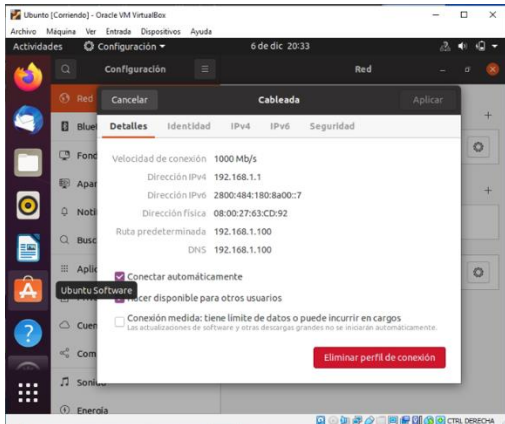 Ubunto [Corriendo] - Oracle VM VirtualBox
Archivo Máquina Ver Entrada Dispositivos Ayuda
Actividades Configuración 6 de dic 20:33
Configuración Red
Red
Cancelar Cableada Aplicar
Detalles Identidad IPv4 IPv6 Seguridad
Blue
Velocidad de conexión 1000 Mb/s
Fond
Dirección IPv4 192.168.1.1
Apar
Dirección IPv6 2800:484:180:8a00::7
Noti
Dirección física 08:00:27:63:CD:92
Ruta predeterminada 192.168.1.100
Busc
DNS 192.168.1.100
Aplic
Conectar automáticamente
Ubuntu Software
Hacer disponible para otros usuarios
Cuen
Conexión medida: tiene límite de datos o puede incurrir en cargos
Las actualizaciones de software y otras descargas grandes no se iniciarán automáticamente.
Com
Eliminar perfil de conexión
Sonido
Energía
CTRL DERECHA